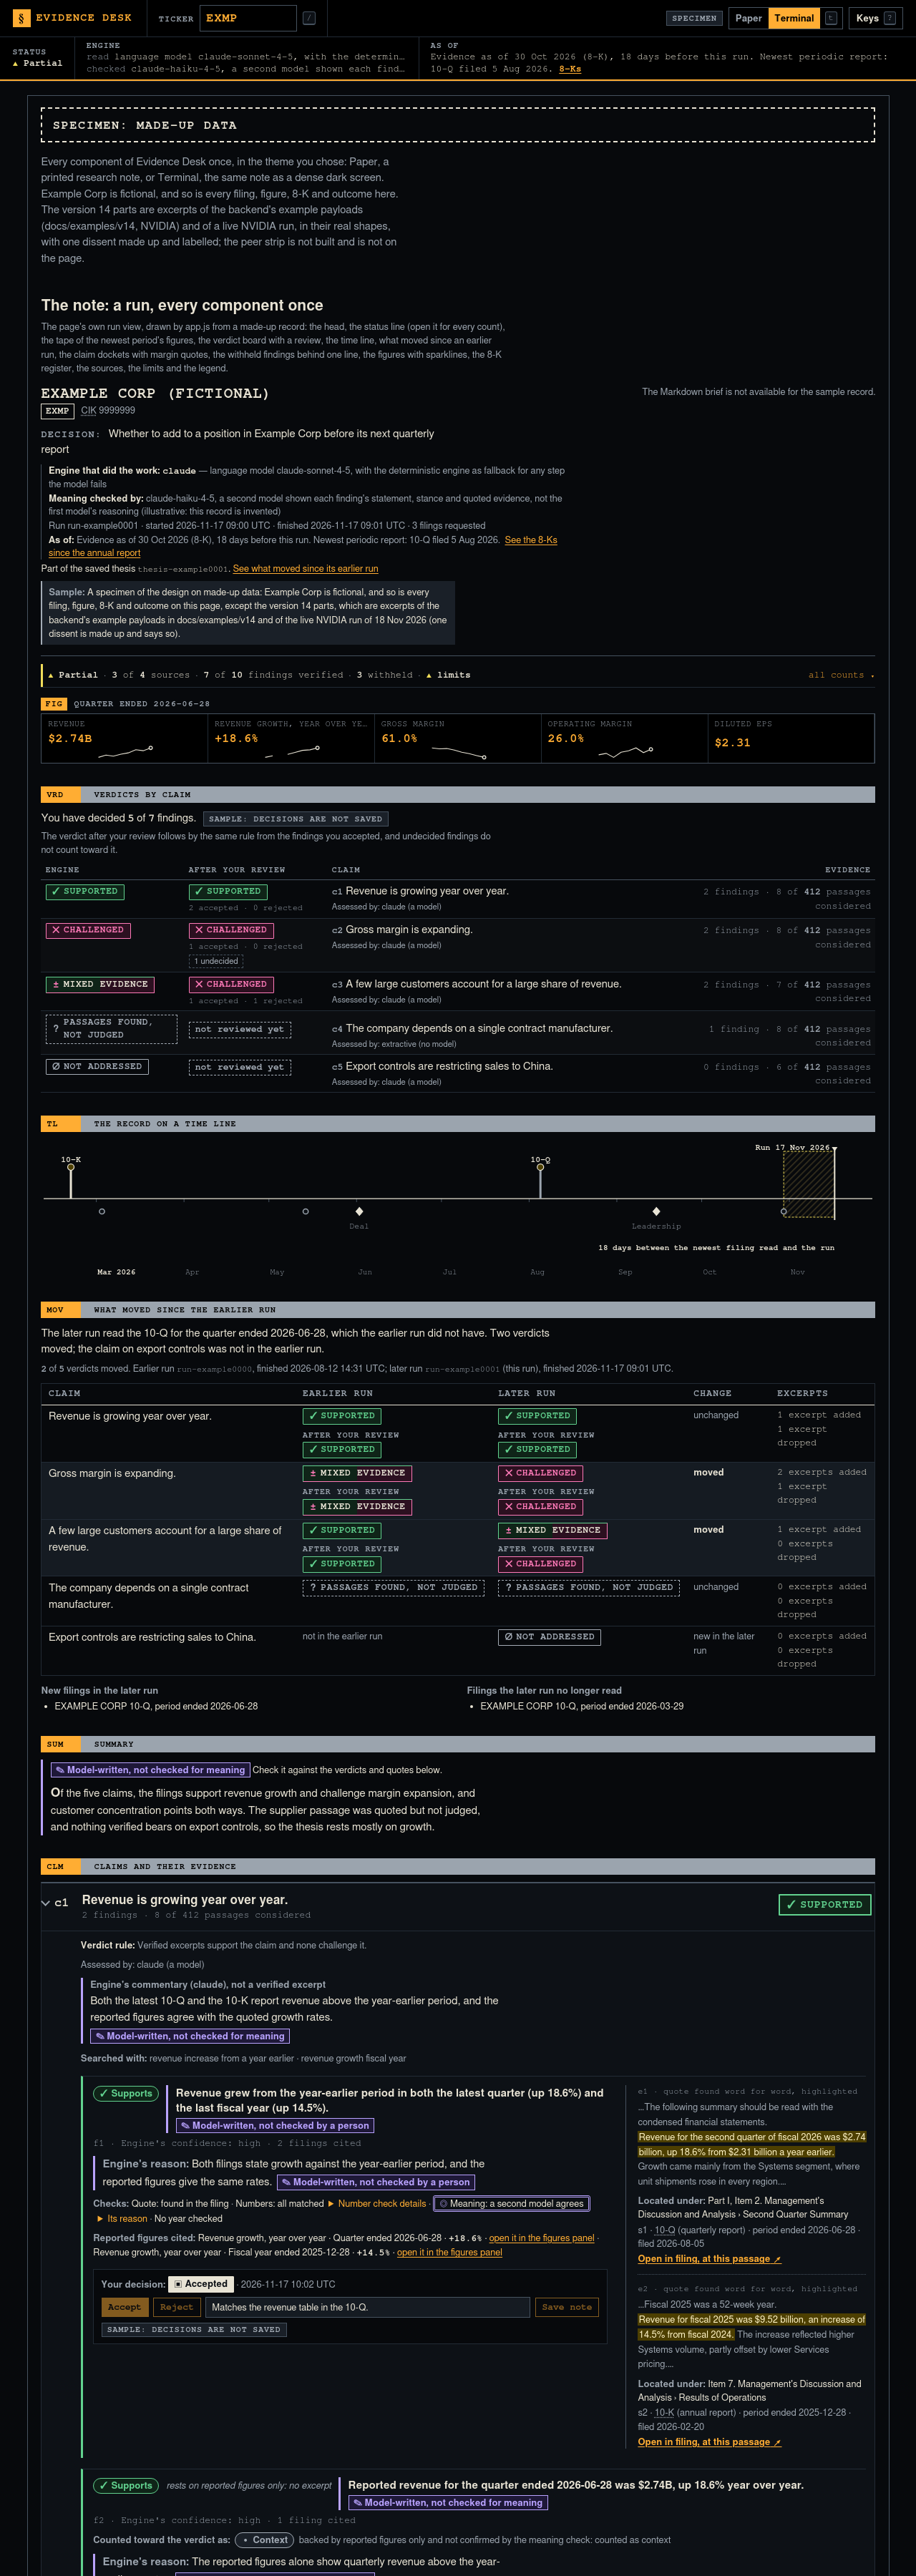 § EVIDENCE DESK TICKER EXMP / SPECIMEN Paper Terminal t Keys ?
STATUS
▲ Partial
ENGINE
read language model claude-sonnet-4-5, with the determin…
checked claude-haiku-4-5, a second model shown each find…
AS OF
Evidence as of 30 Oct 2026 (8-K), 18 days before this run. Newest periodic report:
10-Q filed 5 Aug 2026. 8-Ks
SPECIMEN: MADE-UP DATA
Every component of Evidence Desk once, in the theme you chose: Paper, a
printed research note, or Terminal, the same note as a dense dark screen.
Example Corp is fictional, and so is every filing, figure, 8-K and outcome here.
The version 14 parts are excerpts of the backend's example payloads
(docs/examples/v14, NVIDIA) and of a live NVIDIA run, in their real shapes,
with one dissent made up and labelled; the peer strip is not built and is not on
the page.
The note: a run, every component once
The page's own run view, drawn by app.js from a made-up record: the head, the status line (open it for every count),
the tape of the newest period's figures, the verdict board with a review, the time line, what moved since an earlier
run, the claim dockets with margin quotes, the withheld findings behind one line, the figures with sparklines, the 8-K
register, the sources, the limits and the legend.
EXAMPLE CORP (FICTIONAL)
The Markdown brief is not available for the sample record.
EXMP CIK 9999999
DECISION: Whether to add to a position in Example Corp before its next quarterly
report
Engine that did the work: claude — language model claude-sonnet-4-5, with the deterministic engine as fallback for any step
the model fails
Meaning checked by: claude-haiku-4-5, a second model shown each finding's statement, stance and quoted evidence, not the
first model's reasoning (illustrative: this record is invented)
Run run-example0001 · started 2026-11-17 09:00 UTC · finished 2026-11-17 09:01 UTC · 3 filings requested
As of: Evidence as of 30 Oct 2026 (8-K), 18 days before this run. Newest periodic report: 10-Q filed 5 Aug 2026. See the 8-Ks
since the annual report
Part of the saved thesis thesis-example0001. See what moved since its earlier run
Sample: A specimen of the design on made-up data: Example Corp is fictional, and so is every
filing, figure, 8-K and outcome on this page, except the version 14 parts, which are excerpts of the
backend's example payloads in docs/examples/v14 and of the live NVIDIA run of 18 Nov 2026 (one
dissent is made up and says so).
▲ Partial · 3 of 4 sources · 7 of 10 findings verified · 3 withheld · ▲ limits all counts
FIG QUARTER ENDED 2026-06-28
REVENUE
$2.74B
REVENUE GROWTH, YEAR OVER YE…
+18.6%
GROSS MARGIN
61.0%
OPERATING MARGIN
26.0%
DILUTED EPS
$2.31
VRD VERDICTS BY CLAIM
You have decided 5 of 7 findings. SAMPLE: DECISIONS ARE NOT SAVED
The verdict after your review follows by the same rule from the findings you accepted, and undecided findings do
not count toward it.
ENGINE AFTER YOUR REVIEW CLAIM EVIDENCE
✓ SUPPORTED ✓ SUPPORTED c1 Revenue is growing year over year. 2 findings · 8 of 412 passages
2 accepted · 0 rejected Assessed by: claude (a model) considered
✕ CHALLENGED ✕ CHALLENGED c2 Gross margin is expanding. 2 findings · 8 of 412 passages
1 accepted · 0 rejected Assessed by: claude (a model) considered
1 undecided
± MIXED EVIDENCE ✕ CHALLENGED c3 A few large customers account for a large share of revenue. 2 findings · 7 of 412 passages
1 accepted · 1 rejected Assessed by: claude (a model) considered
? PASSAGES FOUND, NOT JUDGED not reviewed yet c4 The company depends on a single contract manufacturer. 1 finding · 8 of 412 passages
Assessed by: extractive (no model) considered
∅ NOT ADDRESSED not reviewed yet c5 Export controls are restricting sales to China. 0 findings · 6 of 412 passages
Assessed by: claude (a model) considered
TL THE RECORD ON A TIME LINE
Run 17 Nov 2026
10-K 10-Q
Deal Leadership
18 days between the newest filing read and the run
Mar 2026 Apr May Jun Jul Aug Sep Oct Nov
MOV WHAT MOVED SINCE THE EARLIER RUN
The later run read the 10-Q for the quarter ended 2026-06-28, which the earlier run did not have. Two verdicts
moved; the claim on export controls was not in the earlier run.
2 of 5 verdicts moved. Earlier run run-example0000, finished 2026-08-12 14:31 UTC; later run run-example0001 (this run), finished 2026-11-17 09:01 UTC.
CLAIM EARLIER RUN LATER RUN CHANGE EXCERPTS
Revenue is growing year over year. ✓ SUPPORTED ✓ SUPPORTED unchanged 1 excerpt added
AFTER YOUR REVIEW AFTER YOUR REVIEW 1 excerpt
✓ SUPPORTED ✓ SUPPORTED dropped
Gross margin is expanding. ± MIXED EVIDENCE ✕ CHALLENGED moved 2 excerpts added
AFTER YOUR REVIEW AFTER YOUR REVIEW 1 excerpt
± MIXED EVIDENCE ✕ CHALLENGED dropped
A few large customers account for a large share of ✓ SUPPORTED ± MIXED EVIDENCE moved 1 excerpt added
revenue. AFTER YOUR REVIEW AFTER YOUR REVIEW 0 excerpts
✓ SUPPORTED ✕ CHALLENGED dropped
The company depends on a single contract ? PASSAGES FOUND, NOT JUDGED ? PASSAGES FOUND, NOT JUDGED unchanged 0 excerpts added
manufacturer. 0 excerpts
dropped
Export controls are restricting sales to China. not in the earlier run ∅ NOT ADDRESSED new in the later 0 excerpts added
run 0 excerpts
dropped
New filings in the later run
• EXAMPLE CORP 10-Q, period ended 2026-06-28
Filings the later run no longer read
• EXAMPLE CORP 10-Q, period ended 2026-03-29
SUM SUMMARY
✎ Model-written, not checked for meaning Check it against the verdicts and quotes below.
Of the five claims, the filings support revenue growth and challenge margin expansion, and
customer concentration points both ways. The supplier passage was quoted but not judged,
and nothing verified bears on export controls, so the thesis rests mostly on growth.
CLM CLAIMS AND THEIR EVIDENCE
c1 Revenue is growing year over year. ✓ SUPPORTED
2 findings · 8 of 412 passages considered
Verdict rule: Verified excerpts support the claim and none challenge it.
Assessed by: claude (a model)
Engine's commentary (claude), not a verified excerpt
Both the latest 10-Q and the 10-K report revenue above the year-earlier period, and the
reported figures agree with the quoted growth rates.
✎ Model-written, not checked for meaning
Searched with: revenue increase from a year earlier · revenue growth fiscal year
✓ Supports Revenue grew from the year-earlier period in both the latest quarter (up 18.6%) and
the last fiscal year (up 14.5%).
✎ Model-written, not checked by a person
f1 · Engine's confidence: high · 2 filings cited
Engine's reason: Both filings state growth against the year-earlier period, and the
reported figures give the same rates. ✎ Model-written, not checked by a person
Checks: Quote: found in the filing · Numbers: all matched ▶ Number check details · ◎ Meaning: a second model agrees
▶ Its reason · No year checked
Reported figures cited: Revenue growth, year over year · Quarter ended 2026-06-28 · +18.6% · open it in the figures panel ·
Revenue growth, year over year · Fiscal year ended 2025-12-28 · +14.5% · open it in the figures panel
Your decision: ▣ Accepted · 2026-11-17 10:02 UTC
Accept Reject Matches the revenue table in the 10-Q. Save note
SAMPLE: DECISIONS ARE NOT SAVED
e1 · quote found word for word, highlighted
…The following summary should be read with the
condensed financial statements.
Revenue for the second quarter of fiscal 2026 was $2.74
billion, up 18.6% from $2.31 billion a year earlier.
Growth came mainly from the Systems segment, where
unit shipments rose in every region.…
Located under: Part I, Item 2. Management's
Discussion and Analysis › Second Quarter Summary
s1 · 10-Q (quarterly report) · period ended 2026-06-28 ·
filed 2026-08-05
Open in filing, at this passage ↗
e2 · quote found word for word, highlighted
…Fiscal 2025 was a 52-week year.
Revenue for fiscal 2025 was $9.52 billion, an increase of
14.5% from fiscal 2024. The increase reflected higher
Systems volume, partly offset by lower Services
pricing.…
Located under: Item 7. Management's Discussion and
Analysis › Results of Operations
s2 · 10-K (annual report) · period ended 2025-12-28 ·
filed 2026-02-20
Open in filing, at this passage ↗
✓ Supports rests on reported figures only: no excerpt Reported revenue for the quarter ended 2026-06-28 was $2.74B, up 18.6% year over year.
✎ Model-written, not checked for meaning
f2 · Engine's confidence: high · 1 filing cited
Counted toward the verdict as: • Context backed by reported figures only and not confirmed by the meaning check: counted as context
Engine's reason: The reported figures alone show quarterly revenue above the year-